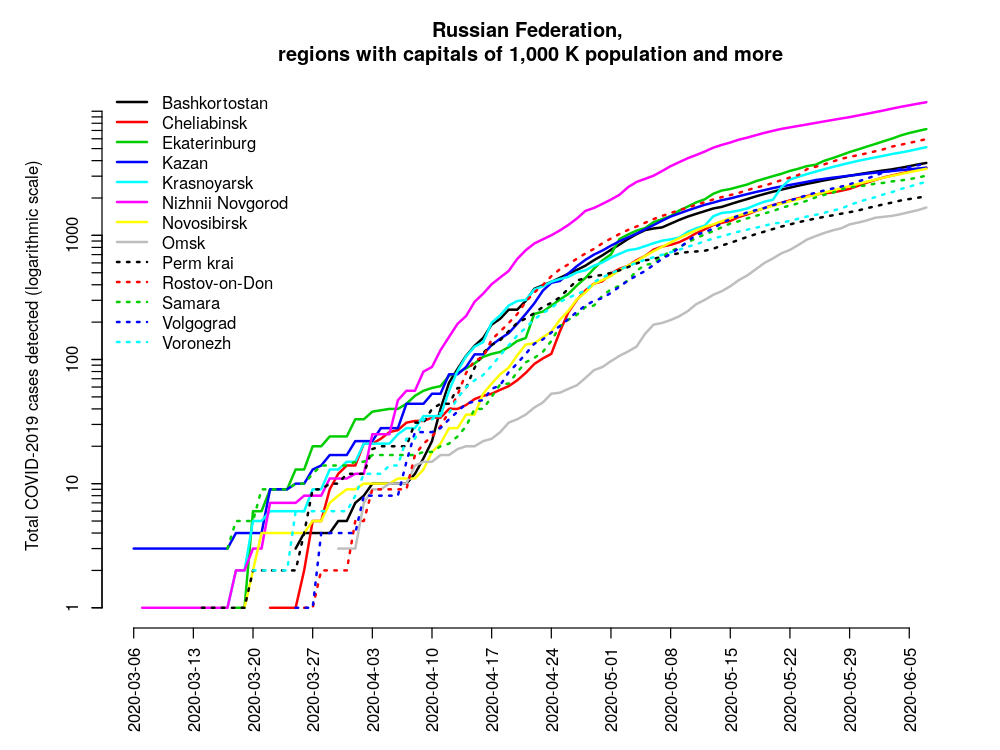 Russian Federation,
regions with capitals of 1,000 K population and more
Total COVID-2019 cases detected (logarithmic scale)
1000
100
10
1
Bashkortostan
Cheliabinsk
Ekaterinburg
Kazan
Krasnoyarsk
Nizhnii Novgorod
Novosibirsk
Omsk
Perm krai
Rostov-on-Don
Samara
Volgograd
Voronezh
2020-03-06
2020-03-13
2020-03-20
2020-03-27
2020-04-03
2020-04-10
2020-04-17
2020-04-24
2020-05-01
2020-05-08
2020-05-15
2020-05-22
2020-05-29
2020-06-05